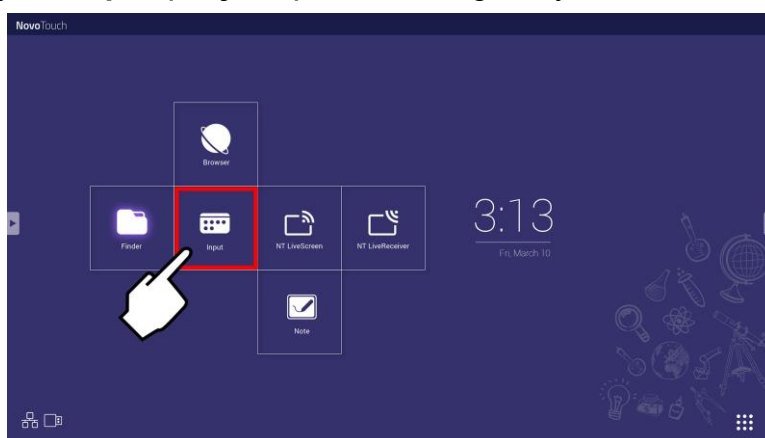 NovoTouch
Browser
Finder
Input
NT LiveScreen
NT LiveReceiver
3:13
Fri, March 10
Note